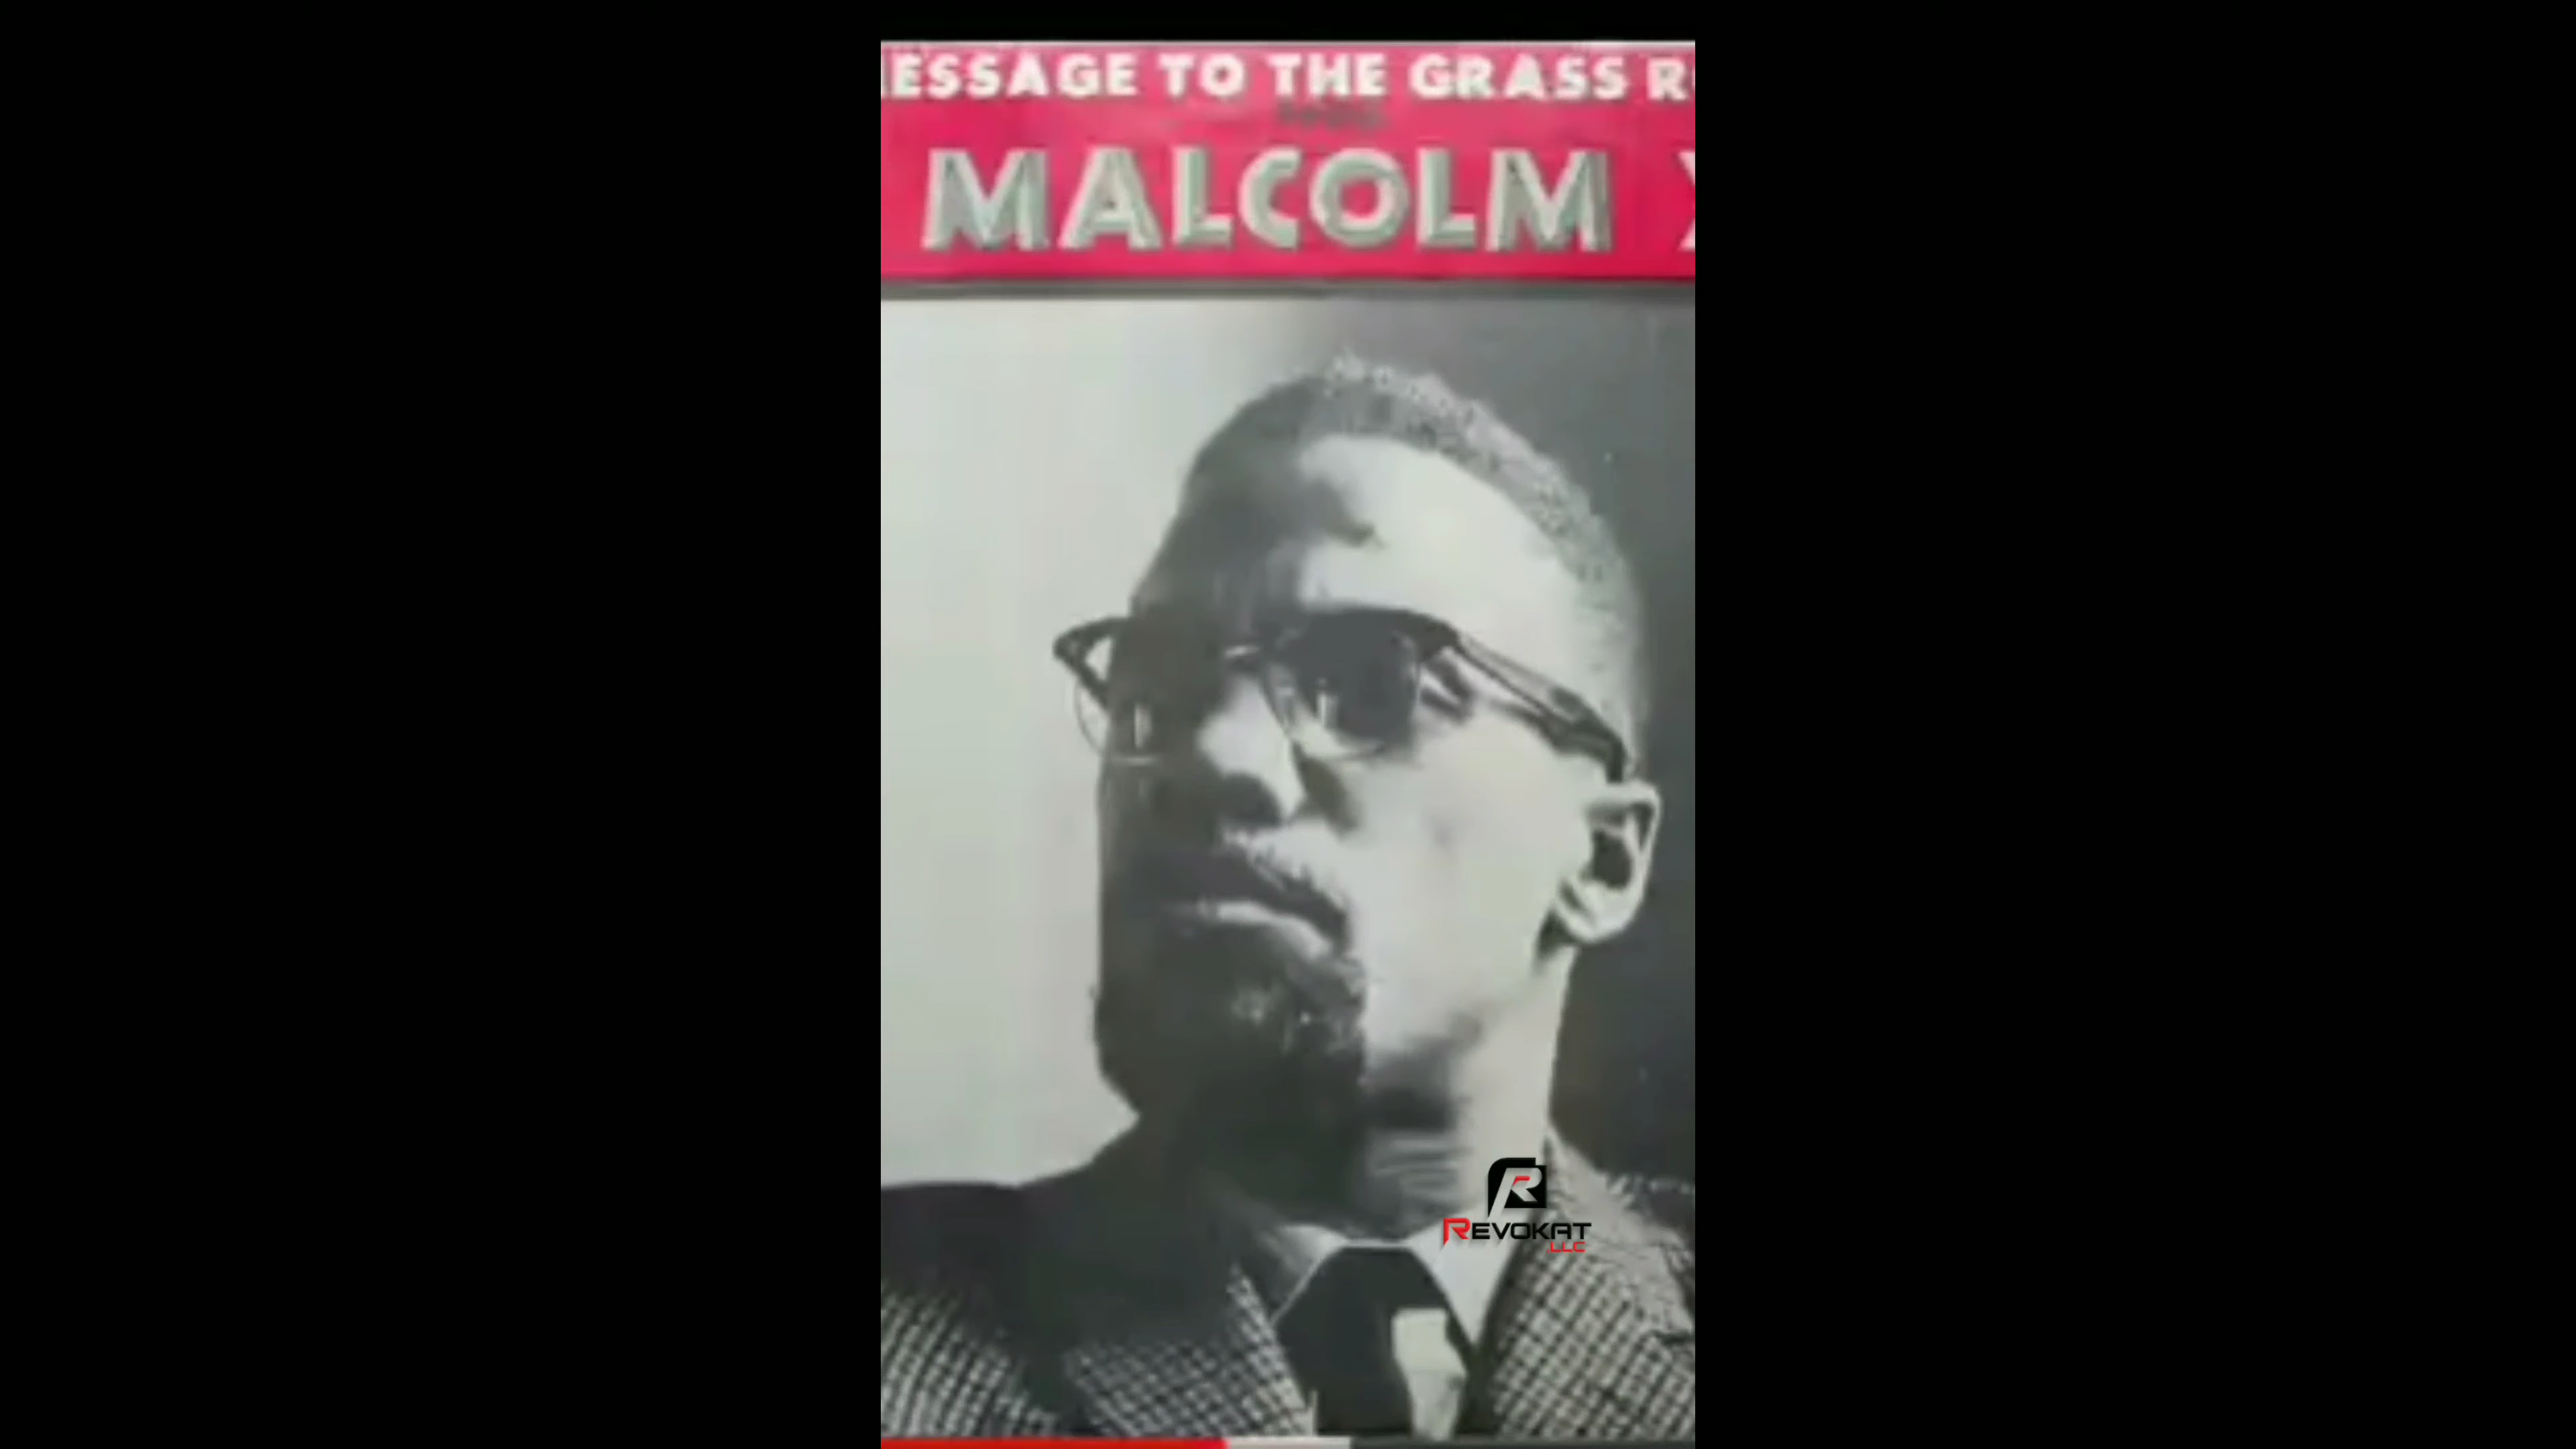 ESSAGE TO THE GRASS R
MALCOLM X
R
REVOKAT
LLC